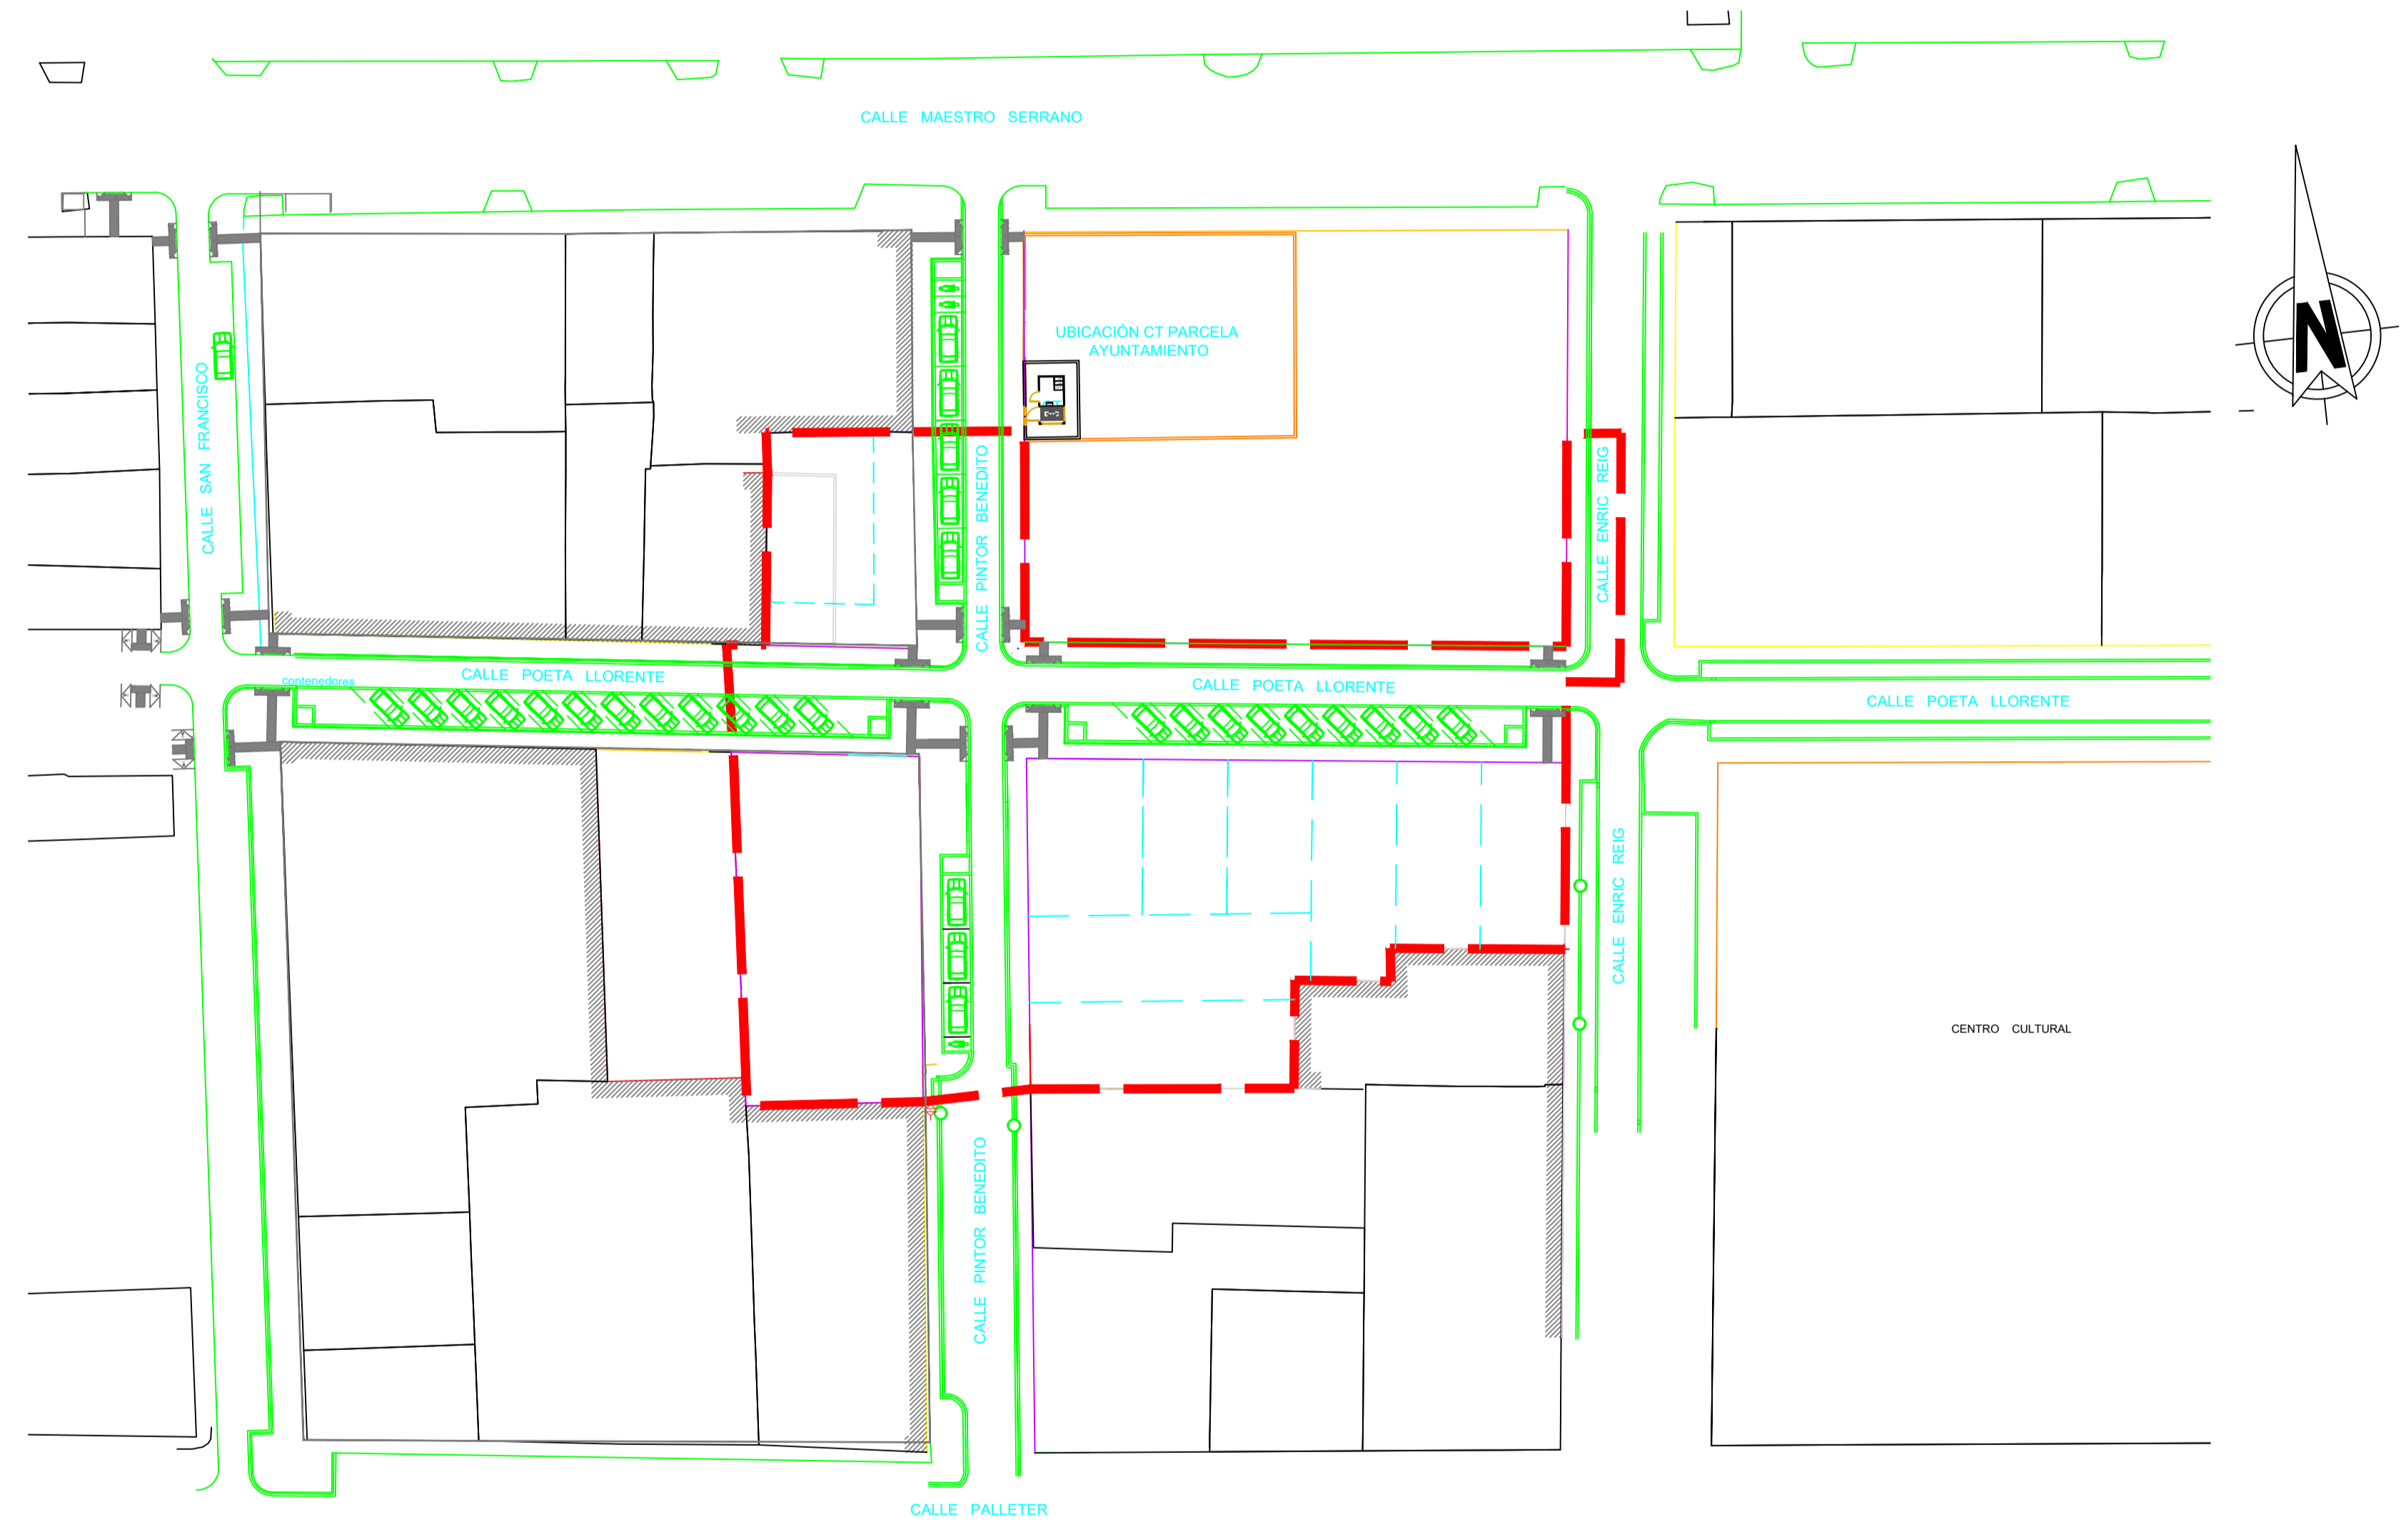 CALLE MAESTRO SERRANO
UBICACIÓN CT PARCELA
AYUNTAMIENTO
N
CALLE SAN FRANCISCO
CALLE PINTOR BENEDITO
CALLE ENRIC REIG
contenedores
CALLE POETA LLORENTE
CALLE POETA LLORENTE
CALLE POETA LLORENTE
CALLE ENRIC REIG
CENTRO CULTURAL
CALLE PINTOR BENEDITO
CALLE PALLETER